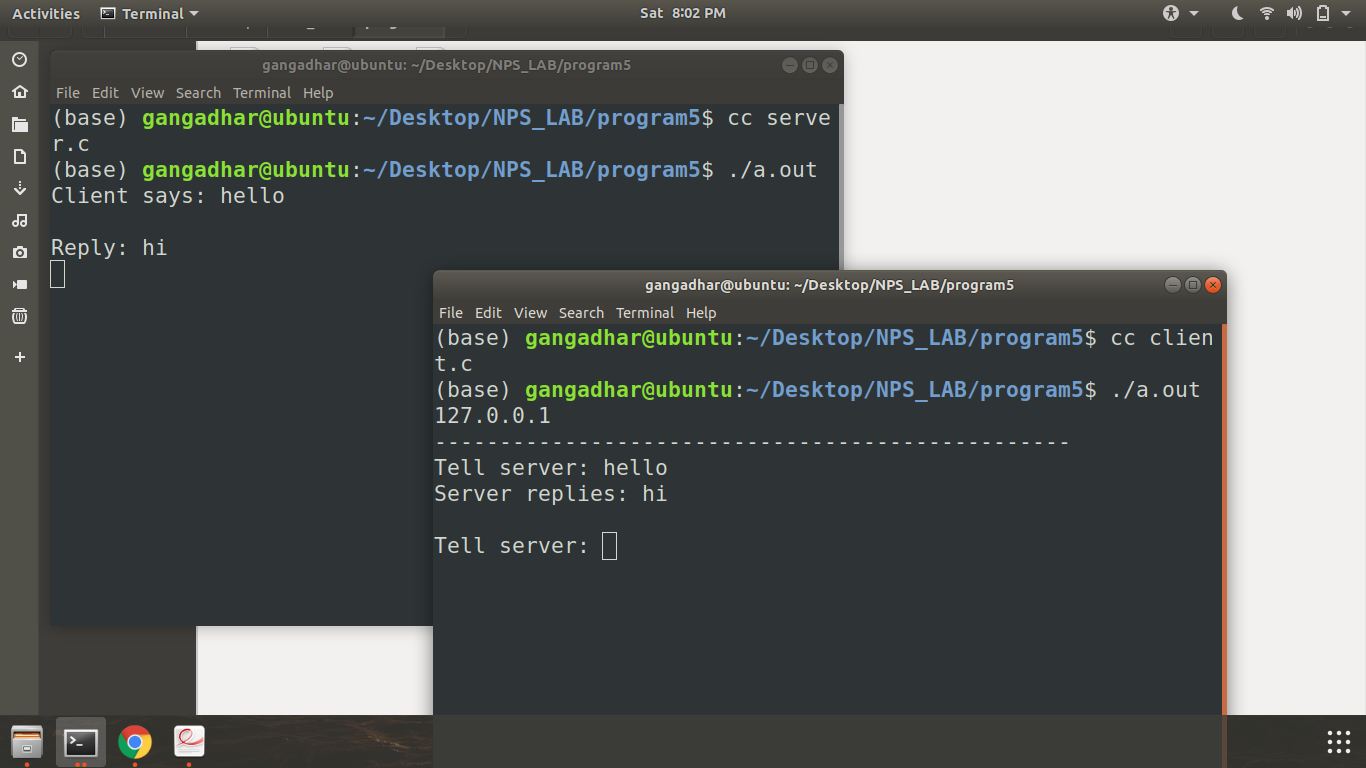 Activities Terminal Sat 8:02 PM
gangadhar@ubuntu: ~/Desktop/NPS_LAB/program5
File Edit View Search Terminal Help
(base) gangadhar@ubuntu:~/Desktop/NPS_LAB/program5$ cc serve
r.c
(base) gangadhar@ubuntu:~/Desktop/NPS_LAB/program5$ ./a.out
Client says: hello
Reply: hi
gangadhar@ubuntu: ~/Desktop/NPS_LAB/program5
File Edit View Search Terminal Help
(base) gangadhar@ubuntu:~/Desktop/NPS_LAB/program5$ cc clien
t.c
(base) gangadhar@ubuntu:~/Desktop/NPS_LAB/program5$ ./a.out
127.0.0.1
-------------------------------------------------
Tell server: hello
Server replies: hi
Tell server: